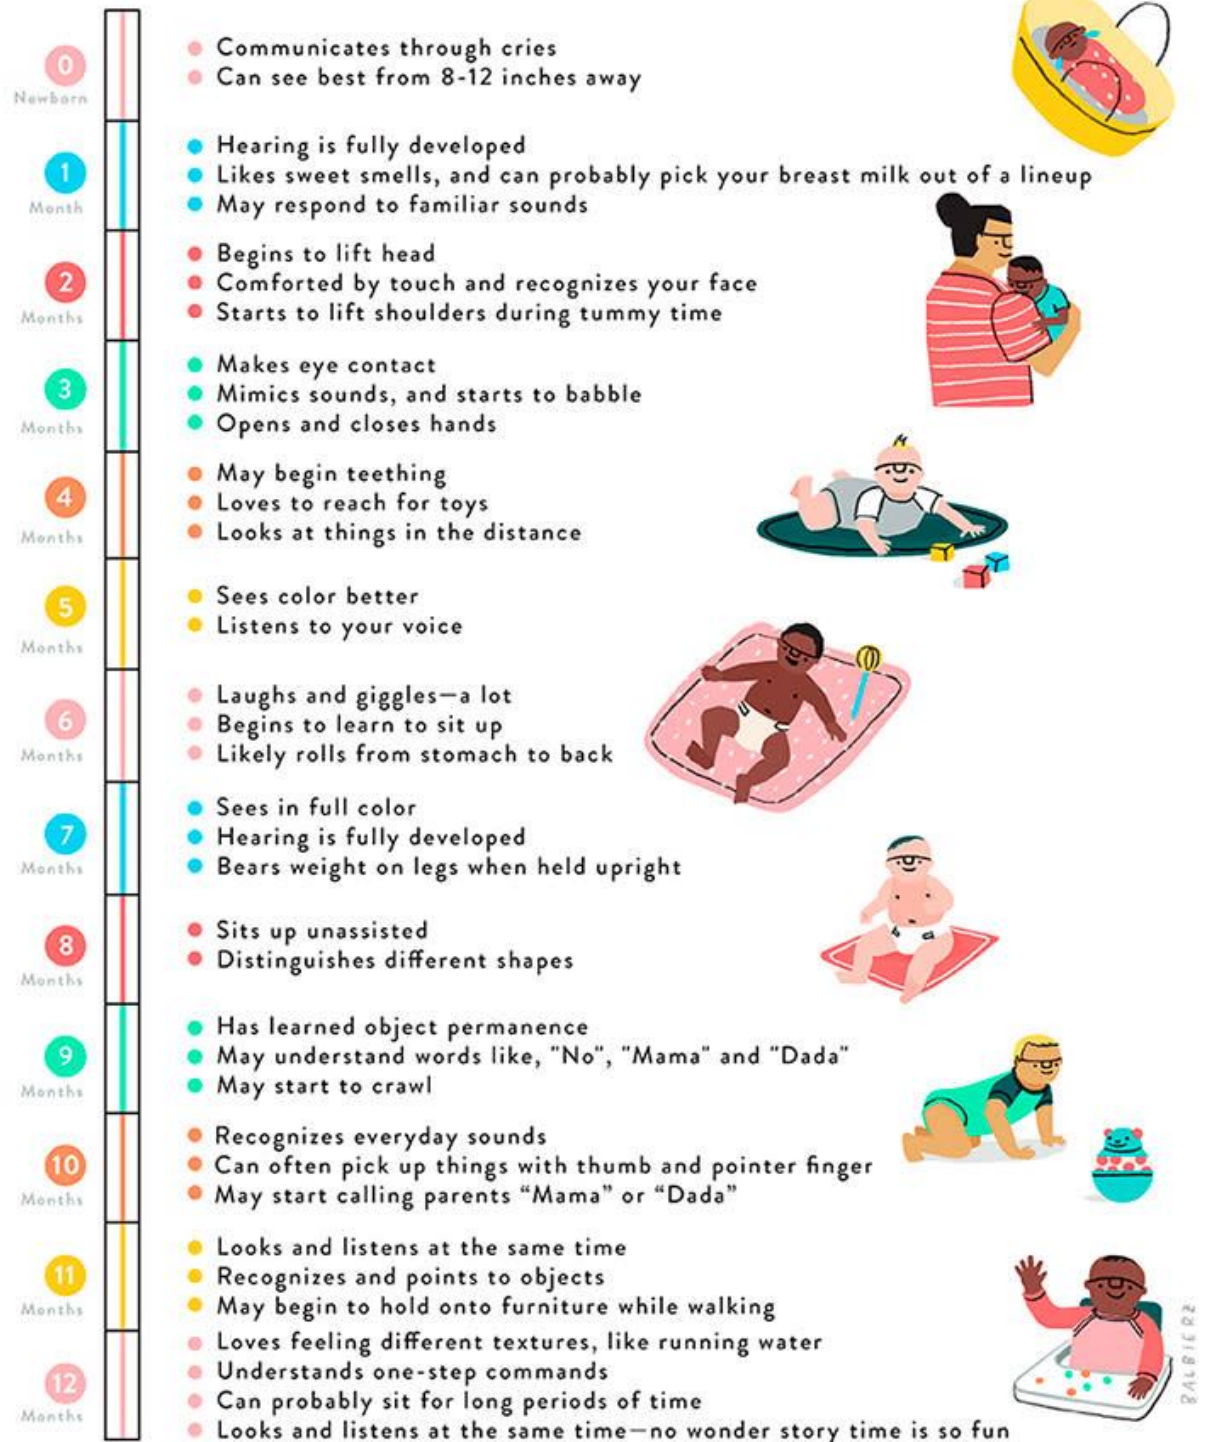 0
Newborn
Communicates through cries
Can see best from 8-12 inches away
1
Month
Hearing is fully developed
Likes sweet smells, and can probably pick your breast milk out of a lineup
May respond to familiar sounds
2
Months
Begins to lift head
Comforted by touch and recognizes your face
Starts to lift shoulders during tummy time
3
Months
Makes eye contact
Mimics sounds, and starts to babble
Opens and closes hands
4
Months
May begin teething
Loves to reach for toys
Looks at things in the distance
5
Months
Sees color better
Listens to your voice
6
Months
Laughs and giggles—a lot
Begins to learn to sit up
Likely rolls from stomach to back
7
Months
Sees in full color
Hearing is fully developed
Bears weight on legs when held upright
8
Months
Sits up unassisted
Distinguishes different shapes
9
Months
Has learned object permanence
May understand words like, "No", "Mama" and "Dada"
May start to crawl
10
Months
Recognizes everyday sounds
Can often pick up things with thumb and pointer finger
May start calling parents “Mama” or “Dada”
11
Months
Looks and listens at the same time
Recognizes and points to objects
May begin to hold onto furniture while walking
12
Months
Loves feeling different textures, like running water
Understands one-step commands
Can probably sit for long periods of time
Looks and listens at the same time—no wonder story time is so fun
BALBIERZ